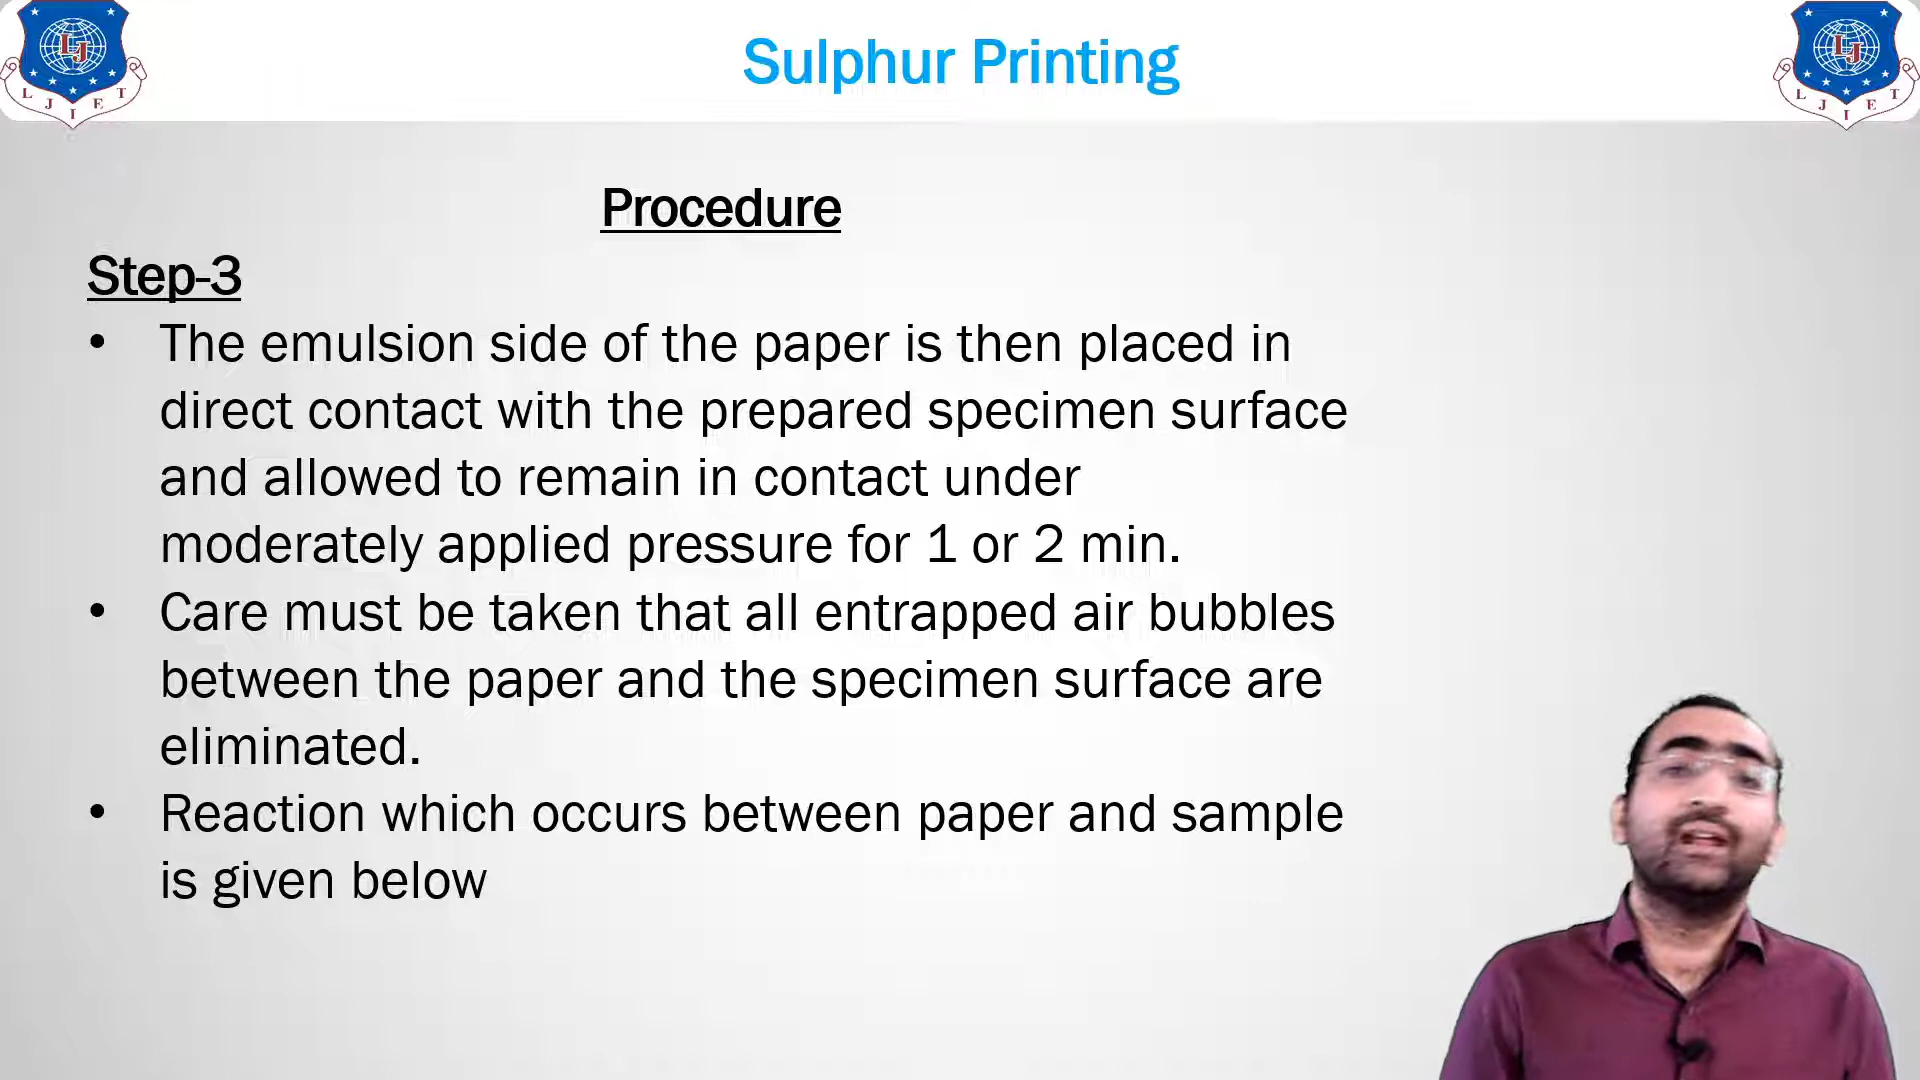 Sulphur Printing
LJ
L J I E T
LJ
L J I E T
Procedure
Step-3
• The emulsion side of the paper is then placed in
direct contact with the prepared specimen surface
and allowed to remain in contact under
moderately applied pressure for 1 or 2 min.
• Care must be taken that all entrapped air bubbles
between the paper and the specimen surface are
eliminated.
• Reaction which occurs between paper and sample
is given below